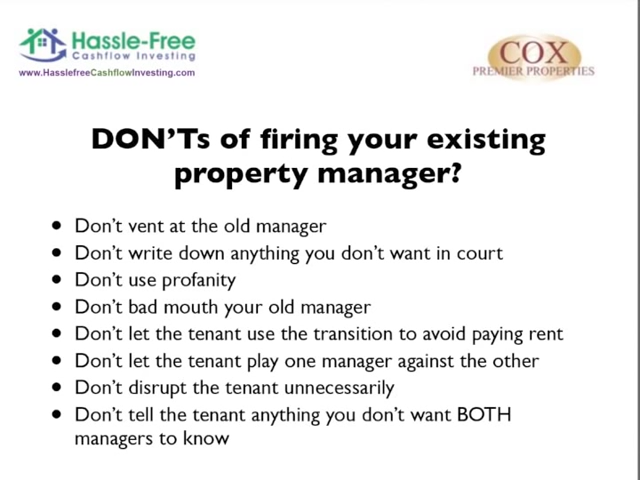 Hassle-Free
Cashflow Investing
www.HasslefreeCashflowInvesting.com
COX
PREMIER PROPERTIES
DON'Ts of firing your existing
property manager?
• Don't vent at the old manager
• Don't write down anything you don't want in court
• Don't use profanity
• Don't bad mouth your old manager
• Don't let the tenant use the transition to avoid paying rent
• Don't let the tenant play one manager against the other
• Don't disrupt the tenant unnecessarily
• Don't tell the tenant anything you don't want BOTH
managers to know